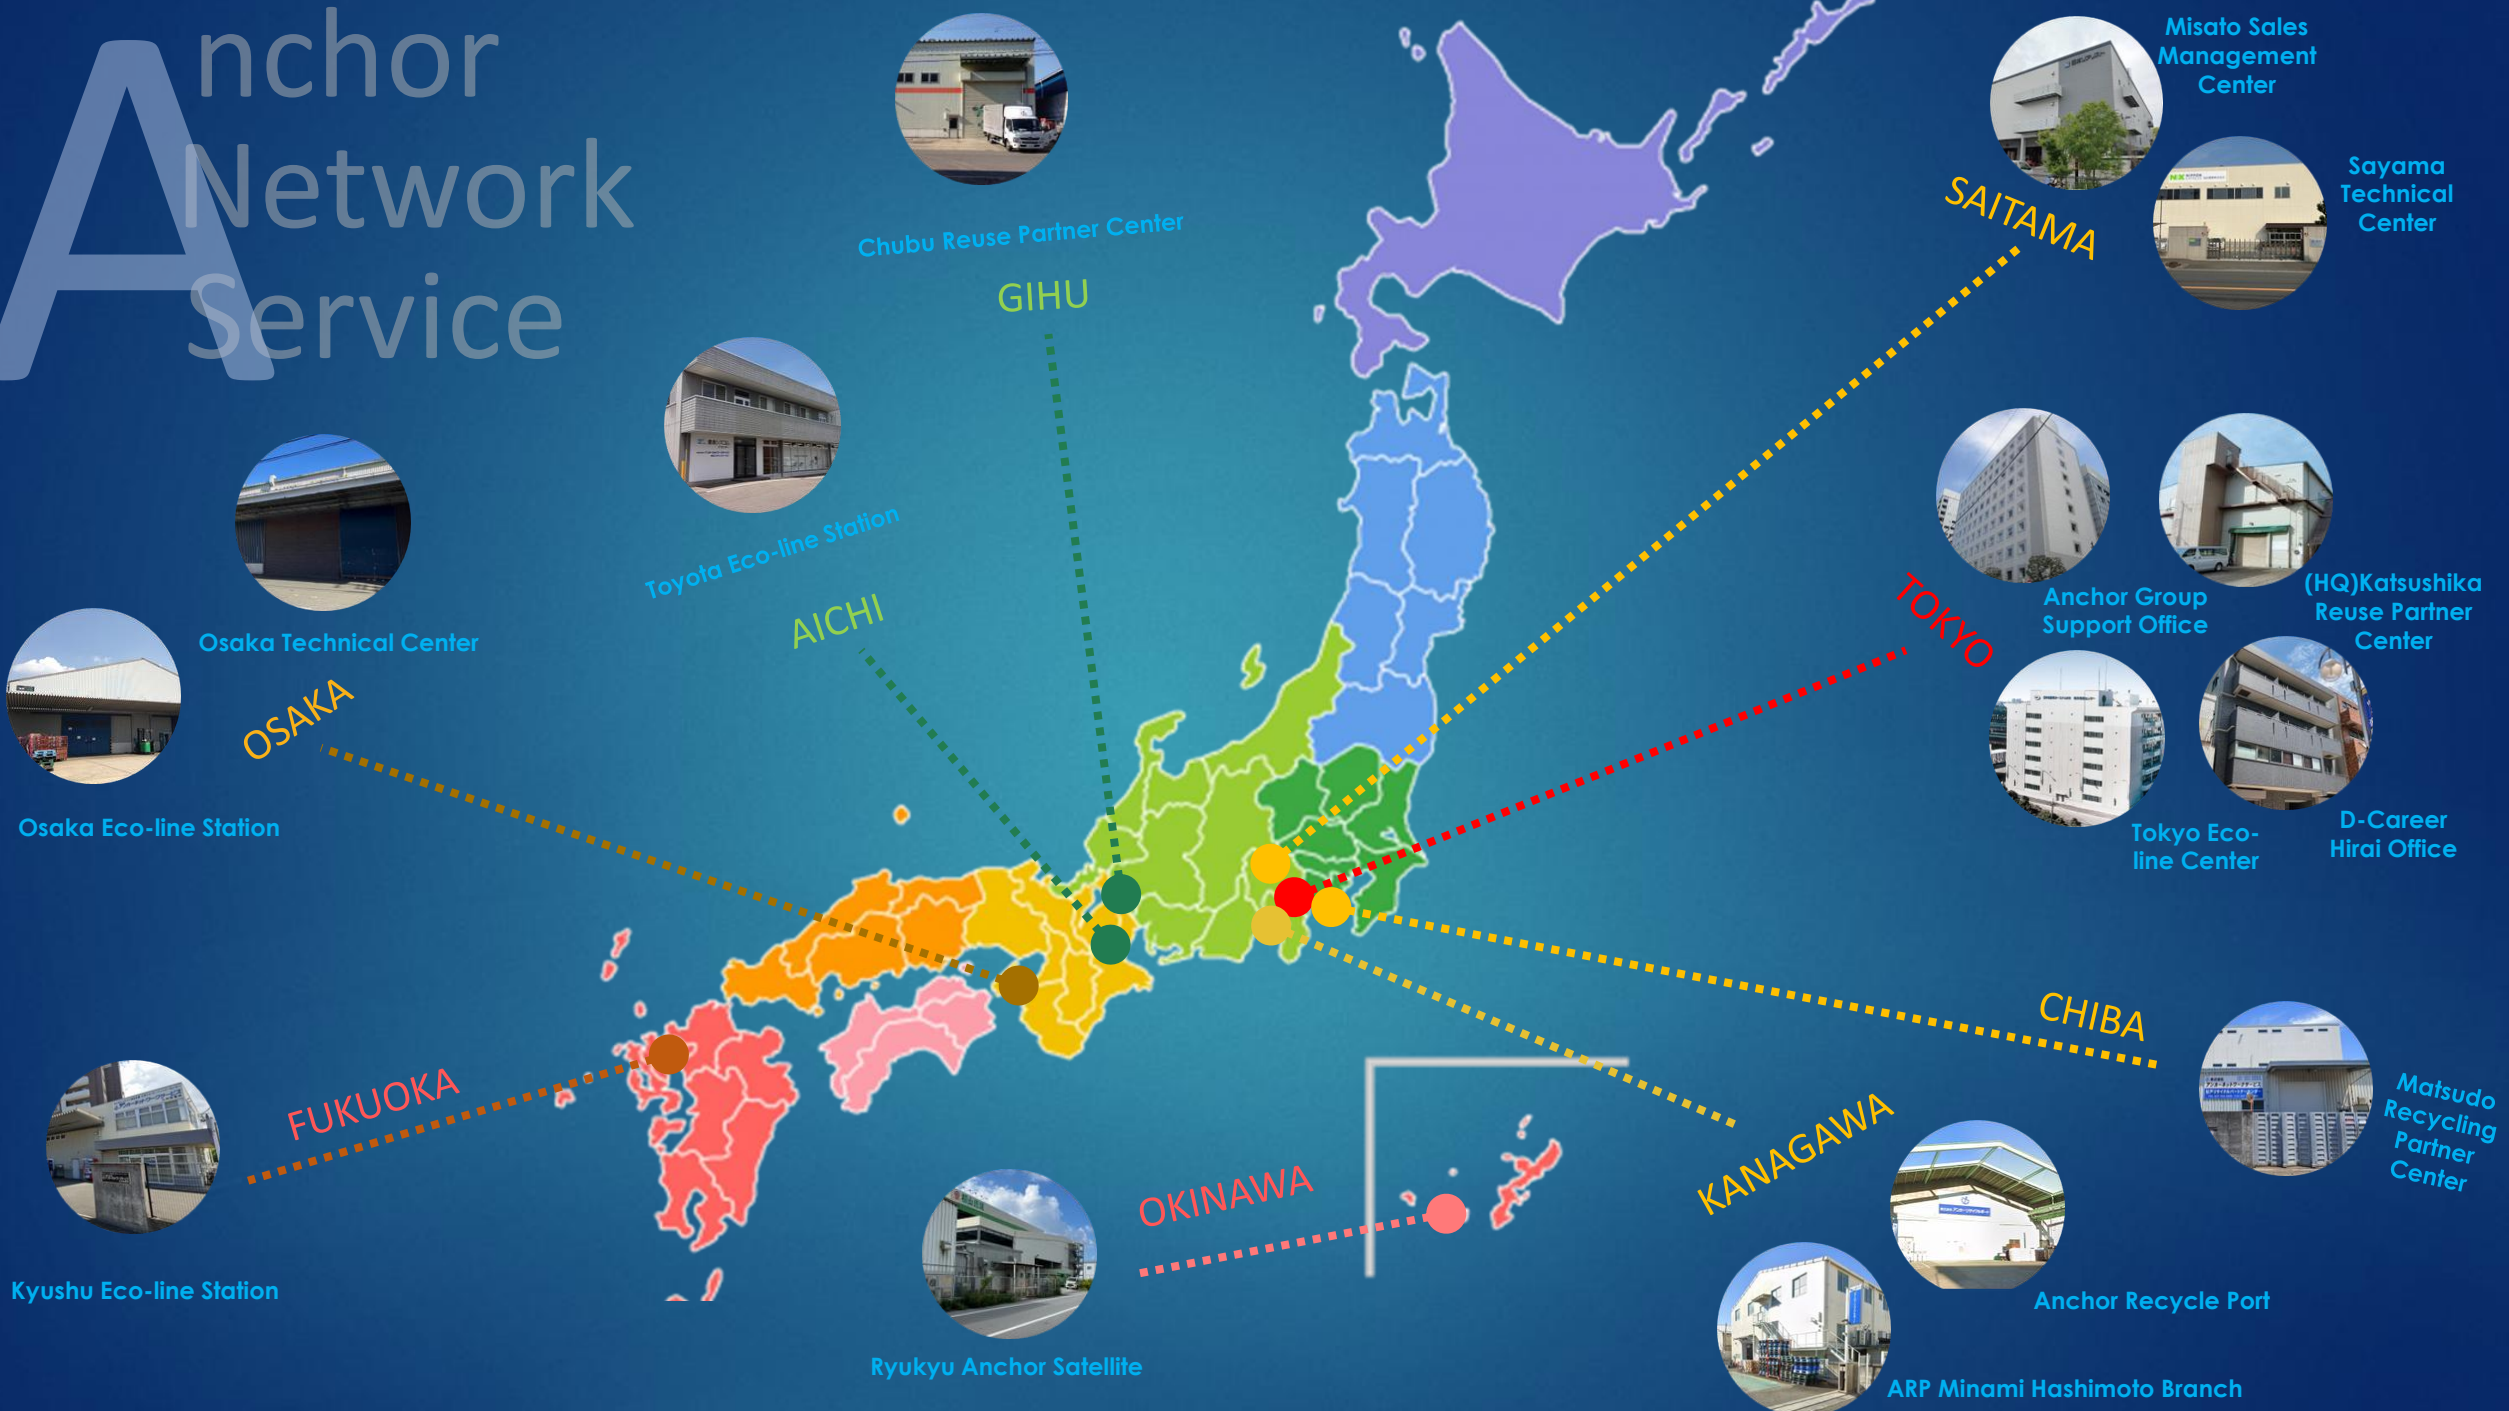 Anchor
Network
Service
Chubu Reuse Partner Center
GIHU
Toyota Eco-line Station
AICHI
Osaka Technical Center
OSAKA
Osaka Eco-line Station
FUKUOKA
Kyushu Eco-line Station
OKINAWA
Ryukyu Anchor Satellite
Misato Sales
Management
Center
Sayama
Technical
Center
SAITAMA
TOKYO
Anchor Group
Support Office
(HQ)Katsushika
Reuse Partner
Center
Tokyo Eco-
line Center
D-Career
Hirai Office
CHIBA
Matsudo
Recycling
Partner
Center
KANAGAWA
Anchor Recycle Port
ARP Minami Hashimoto Branch